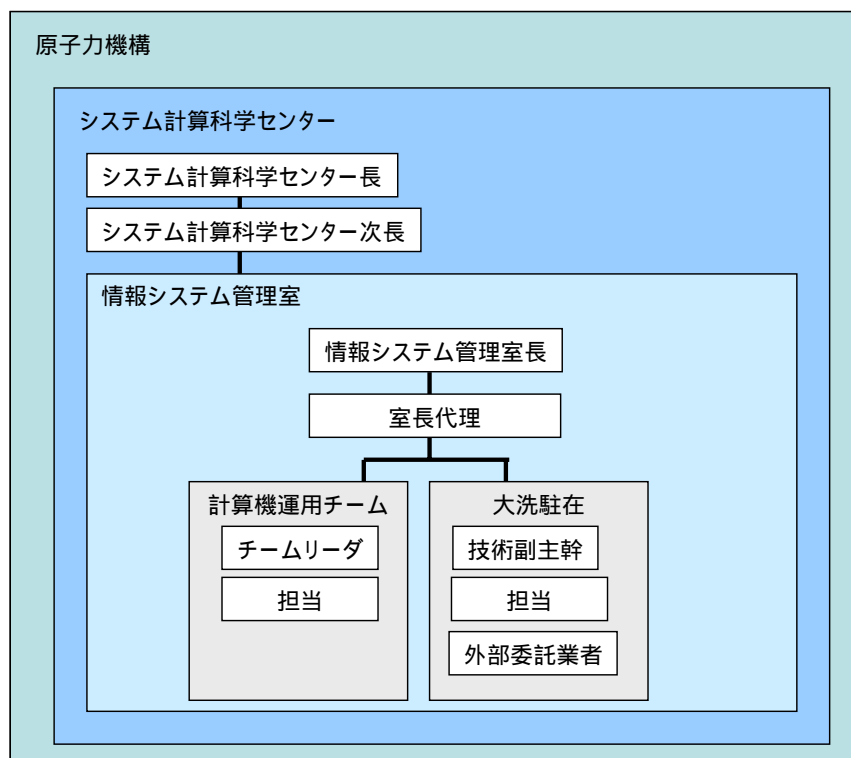 原子力機構
システム計算科学センター
システム計算科学センター長
システム計算科学センター次長
情報システム管理室
情報システム管理室長
室長代理
計算機運用チーム
チームリーダ
担当
大洗駐在
技術副主幹
担当
外部委託業者